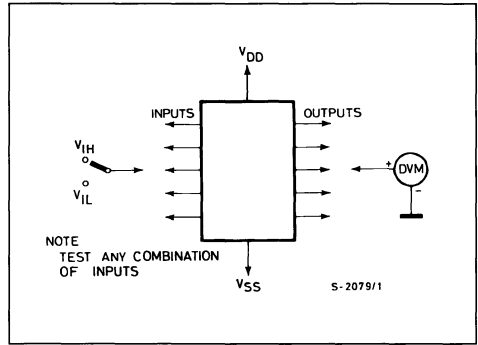 VDD
INPUTS
OUTPUTS
VIH
VIL
+
DVM
-
NOTE
TEST ANY COMBINATION
OF INPUTS
VSS
S-2079/1